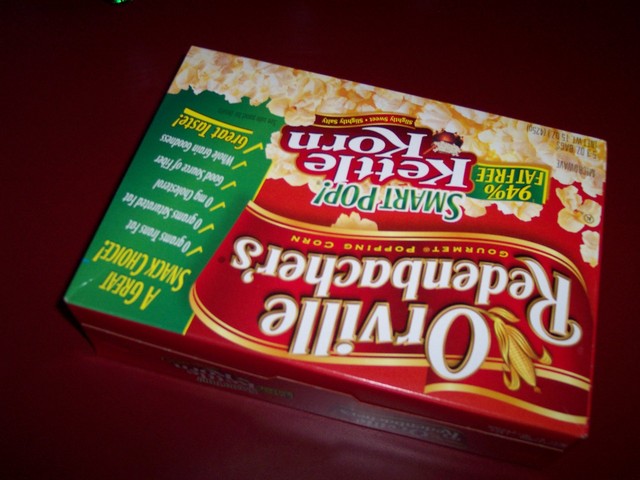 Orville
Redenbacher's
GOURMET® POPPING CORN
SMART POP!
94%
FAT FREE
Kettle
Korn
Slightly Sweet • Slightly Salty
A GREAT
SNACK CHOICE!
0 grams Trans Fat
0 grams Saturated Fat
0 mg Cholesterol
Good Source of Fiber
Whole Grain Goodness
Great Taste!